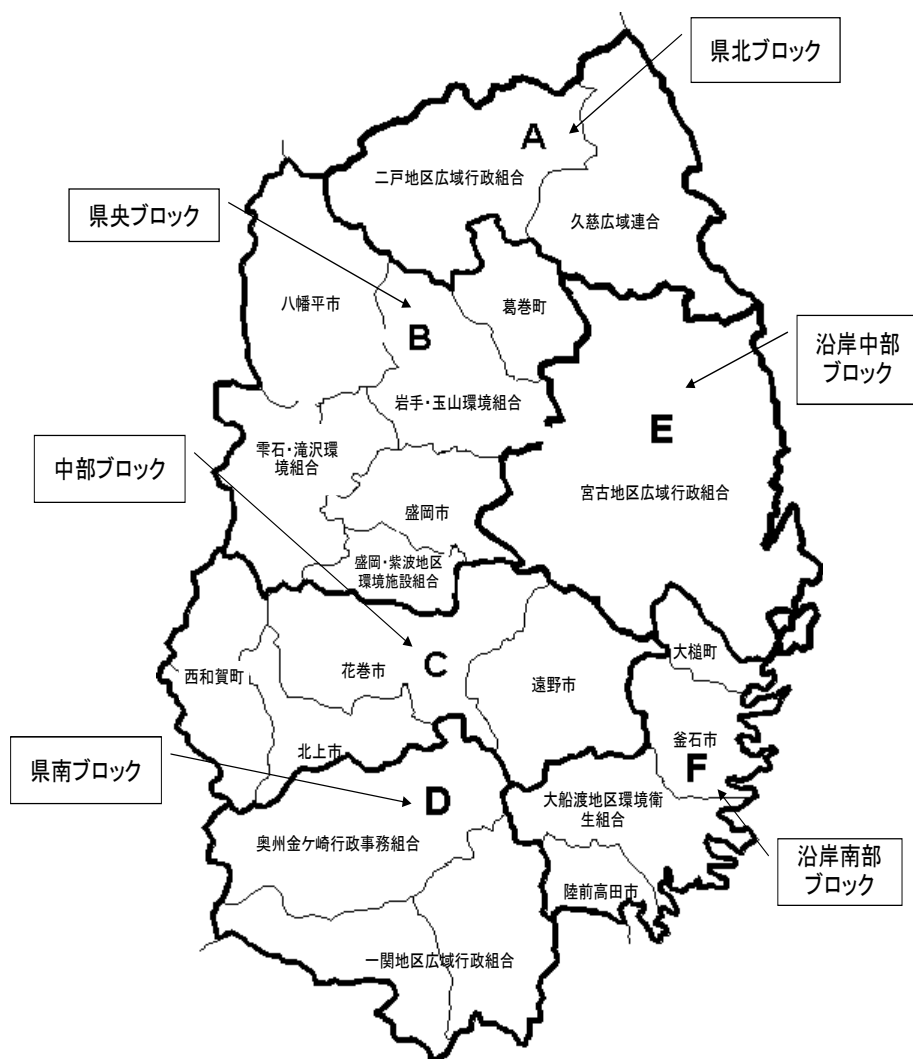 県北ブロック
A
二戸地区広域行政組合
久慈広域連合
県央ブロック
八幡平市
B
葛巻町
岩手・玉山環境組合
沿岸中部
ブロック
E
宮古地区広域行政組合
雫石・滝沢環
境組合
中部ブロック
盛岡市
盛岡・紫波地区
環境施設組合
大槌町
西和賀町
花巻市
C
遠野市
北上市
釜石市
F
県南ブロック
D
大船渡地区環境衛
生組合
奥州金ケ崎行政事務組合
沿岸南部
ブロック
陸前高田市
一関地区広域行政組合